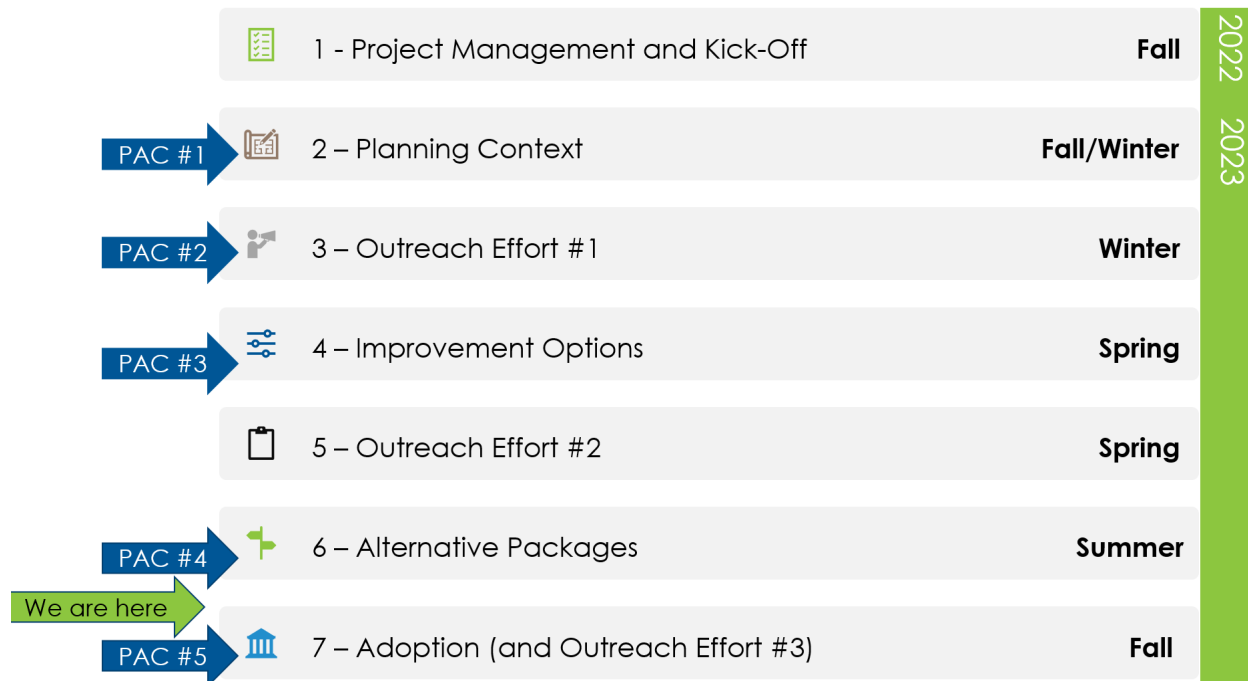 1 - Project Management and Kick-Off Fall
2022
PAC #1 2 – Planning Context Fall/Winter
2023
PAC #2 3 – Outreach Effort #1 Winter
PAC #3 4 – Improvement Options Spring
5 – Outreach Effort #2 Spring
PAC #4 6 – Alternative Packages Summer
We are here
PAC #5 7 – Adoption (and Outreach Effort #3) Fall